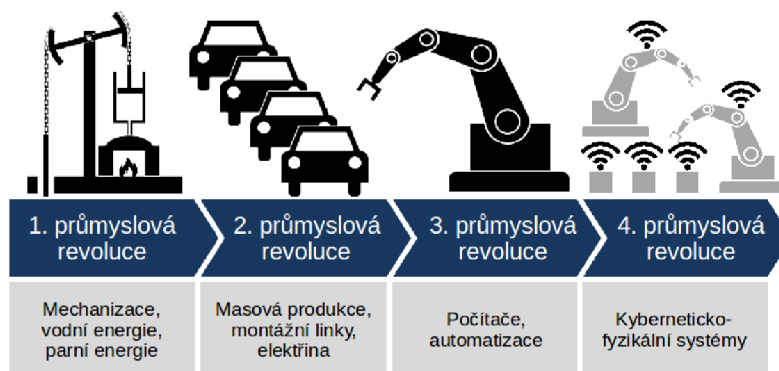 1. průmyslová
revoluce
2. průmyslová
revoluce
3. průmyslová
revoluce
4. průmyslová
revoluce
Mechanizace,
vodní energie,
parní energie
Masová produkce,
montážní linky,
elektřina
Počítače,
automatizace
Kyberneticko-
fyzikální systémy